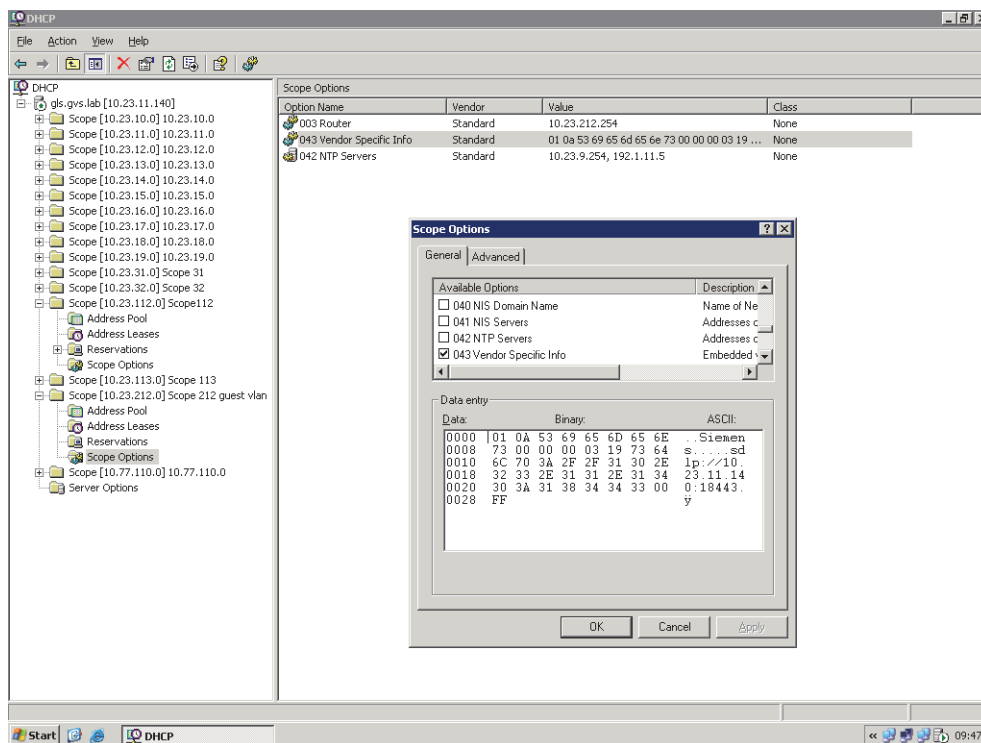 DHCP
File Action View Help
DHCP
gls.gvs.lab [10.23.11.140]
Scope [10.23.10.0] 10.23.10.0
Scope [10.23.11.0] 10.23.11.0
Scope [10.23.12.0] 10.23.12.0
Scope [10.23.13.0] 10.23.13.0
Scope [10.23.14.0] 10.23.14.0
Scope [10.23.15.0] 10.23.15.0
Scope [10.23.16.0] 10.23.16.0
Scope [10.23.17.0] 10.23.17.0
Scope [10.23.18.0] 10.23.18.0
Scope [10.23.19.0] 10.23.19.0
Scope [10.23.31.0] Scope 31
Scope [10.23.32.0] Scope 32
Scope [10.23.112.0] Scope112
Address Pool
Address Leases
Reservations
Scope Options
Scope [10.23.113.0] Scope 113
Scope [10.23.212.0] Scope 212 guest vlan
Address Pool
Address Leases
Reservations
Scope Options
Scope [10.77.110.0] 10.77.110.0
Server Options
Scope Options
Option Name Vendor Value Class
003 Router Standard 10.23.212.254 None
043 Vendor Specific Info Standard 01 0a 53 69 65 6d 65 6e 73 00 00 00 03 19 ... None
042 NTP Servers Standard 10.23.9.254, 192.1.11.5 None
Scope Options
General Advanced
Available Options Description
040 NIS Domain Name Name of Ne
041 NIS Servers Addresses c
042 NTP Servers Addresses c
043 Vendor Specific Info Embedded v
Data entry
Data: Binary: ASCII:
0000 01 0A 53 69 65 6D 65 6E ..Siemen
0008 73 00 00 00 03 19 73 64 s.....sd
0010 6C 70 3A 2F 2F 31 30 2E lp://10.
0018 32 33 2E 31 31 2E 31 34 23.11.14
0020 30 3A 31 38 34 34 33 00 0:18443.
0028 FF ÿ
OK Cancel Apply
Start DHCP « 09:47